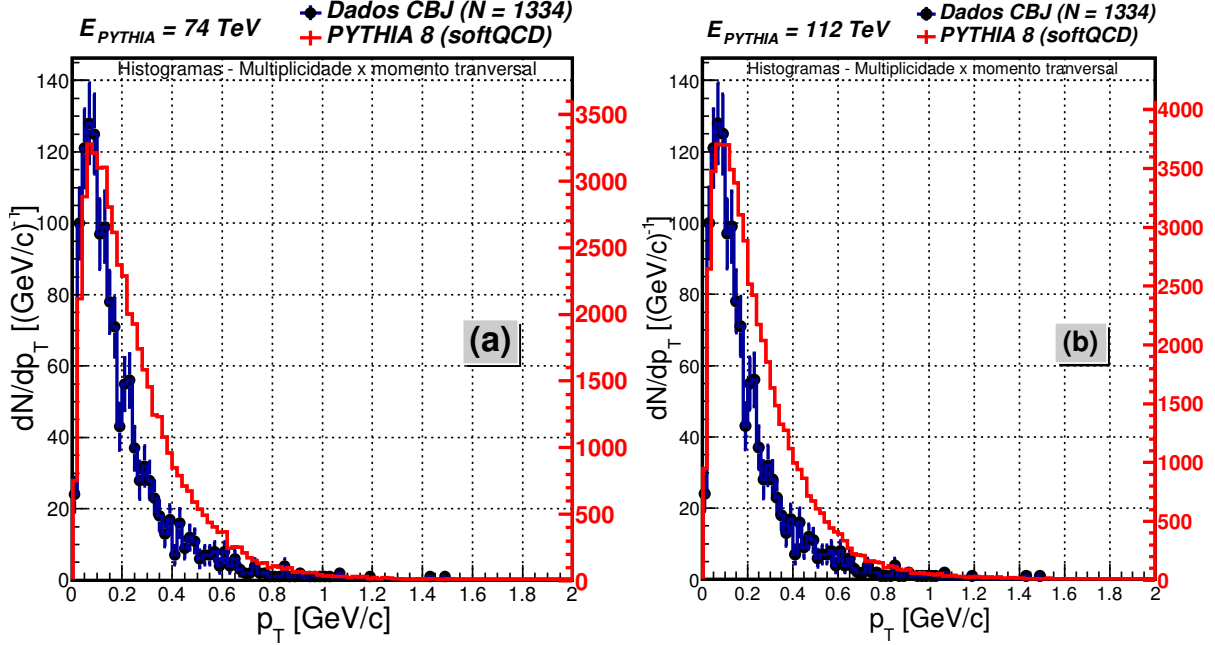 E PYTHIA = 74 TeV
Dados CBJ (N = 1334)
PYTHIA 8 (softQCD)
Histogramas - Multiplicidade x momento tranversal
140
120
100
80
60
40
20
0
dN/dp_T [(GeV/c)^-1]
3500
3000
2500
2000
1500
1000
500
0
(a)
0 0.2 0.4 0.6 0.8 1 1.2 1.4 1.6 1.8 2
p_T [GeV/c]
E PYTHIA = 112 TeV
Dados CBJ (N = 1334)
PYTHIA 8 (softQCD)
Histogramas - Multiplicidade x momento tranversal
140
120
100
80
60
40
20
0
dN/dp_T [(GeV/c)^-1]
4000
3500
3000
2500
2000
1500
1000
500
0
(b)
0 0.2 0.4 0.6 0.8 1 1.2 1.4 1.6 1.8 2
p_T [GeV/c]